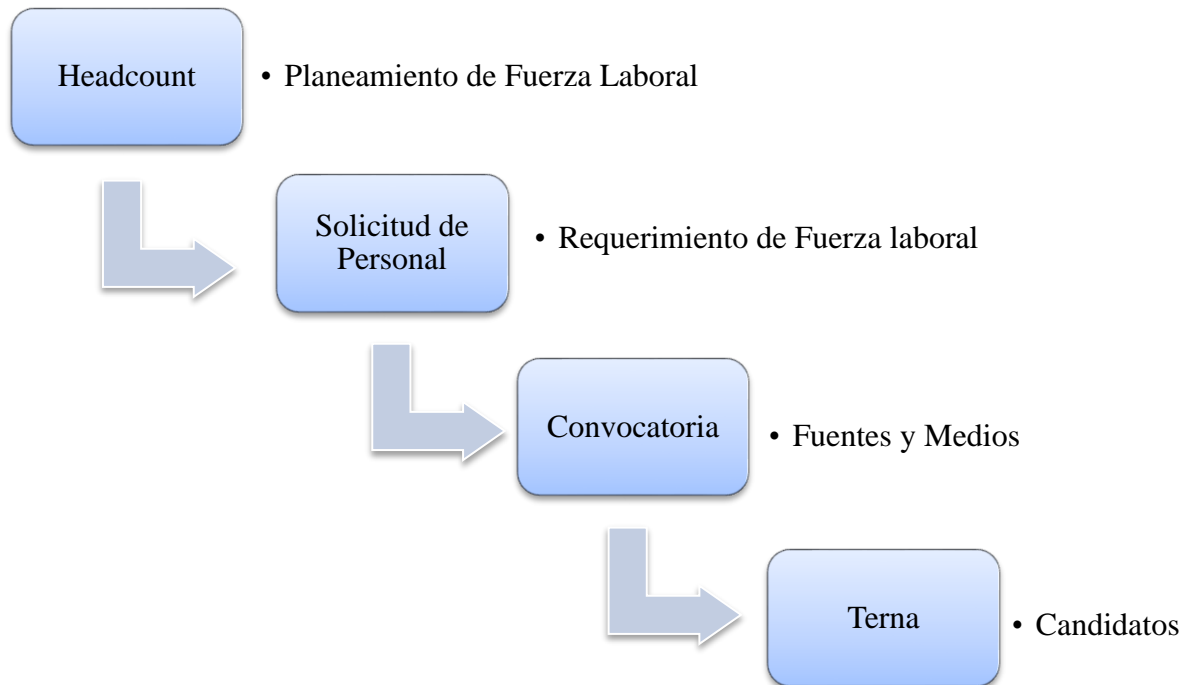 Headcount
• Planeamiento de Fuerza Laboral
Solicitud de
Personal
• Requerimiento de Fuerza laboral
Convocatoria
• Fuentes y Medios
Terna
• Candidatos